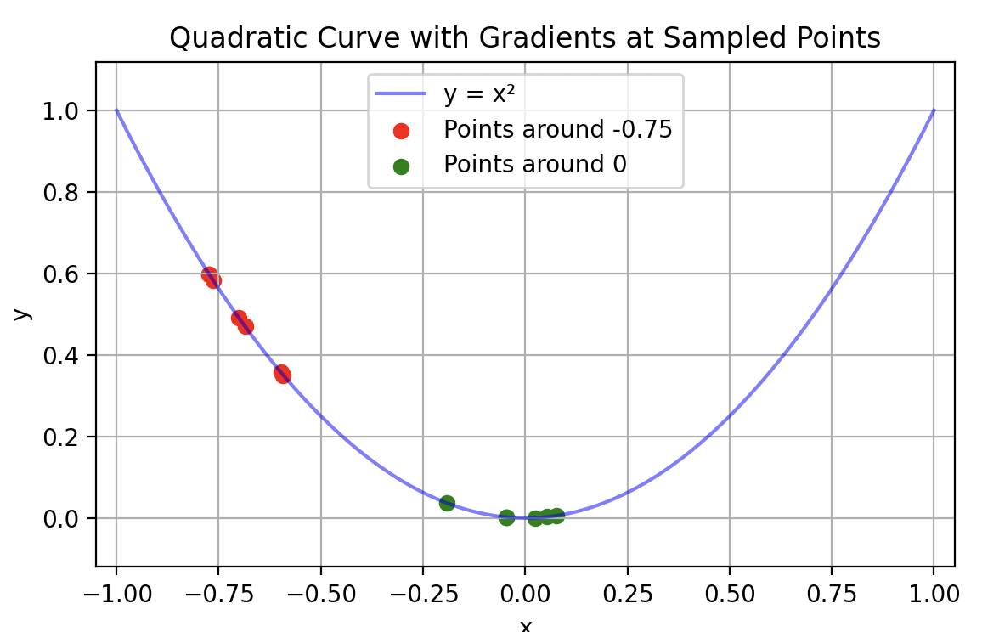 Quadratic Curve with Gradients at Sampled Points
y = x²
Points around -0.75
Points around 0
1.0
0.8
0.6
0.4
0.2
0.0
y
−1.00 −0.75 −0.50 −0.25 0.00 0.25 0.50 0.75 1.00
x